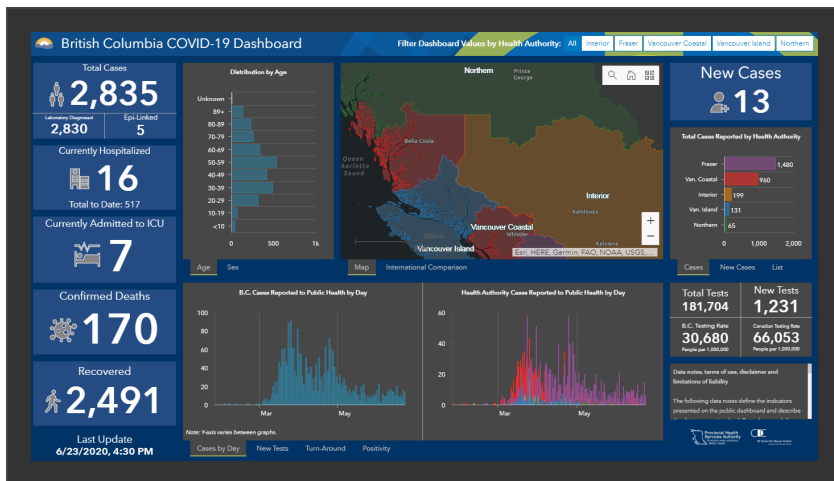 British Columbia COVID-19 Dashboard
Filter Dashboard Values by Health Authority: All Interior Fraser Vancouver Coastal Vancouver Island Northern
Total Cases
2,835
Laboratory Diagnosed
2,830
Epi-Linked
5
Currently Hospitalized
16
Total to Date: 517
Currently Admitted to ICU
7
Confirmed Deaths
170
Recovered
2,491
Last Update
6/23/2020, 4:30 PM
Distribution by Age
Unknown
89+
80-89
70-79
60-69
50-59
40-49
30-39
20-29
10-19
<10
0 500 1k
Age Sex
Northern
Prince
George
Bella Coola
Queen
Sound
Interior
Kamloops
Vancouver Coastal
Whistler
Vancouver Island
Kelowna
+
−
Esri, HERE, Garmin, FAO, NOAA, USGS,...
Map International Comparison
New Cases
13
Total Cases Reported by Health Authority
Fraser 1,480
Van. Coastal 960
Interior 199
Van. Island 131
Northern 65
0 1,000 2,000
Cases New Cases List
B.C. Cases Reported to Public Health by Day
100
80
60
40
20
0
Mar May
Note: Y-axis varies between graphs.
Health Authority Cases Reported to Public Health by Day
60
40
20
0
Mar May
Cases by Day New Tests Turn-Around Positivity
Total Tests
181,704
New Tests
1,231
B.C. Testing Rate
30,680
People per 1,000,000
Canadian Testing Rate
66,053
People per 1,000,000
Data notes, terms of use, disclaimer and
limitations of liability
The following data notes define the indicators
presented on the public dashboard and describe
Provincial Health
Services Authority